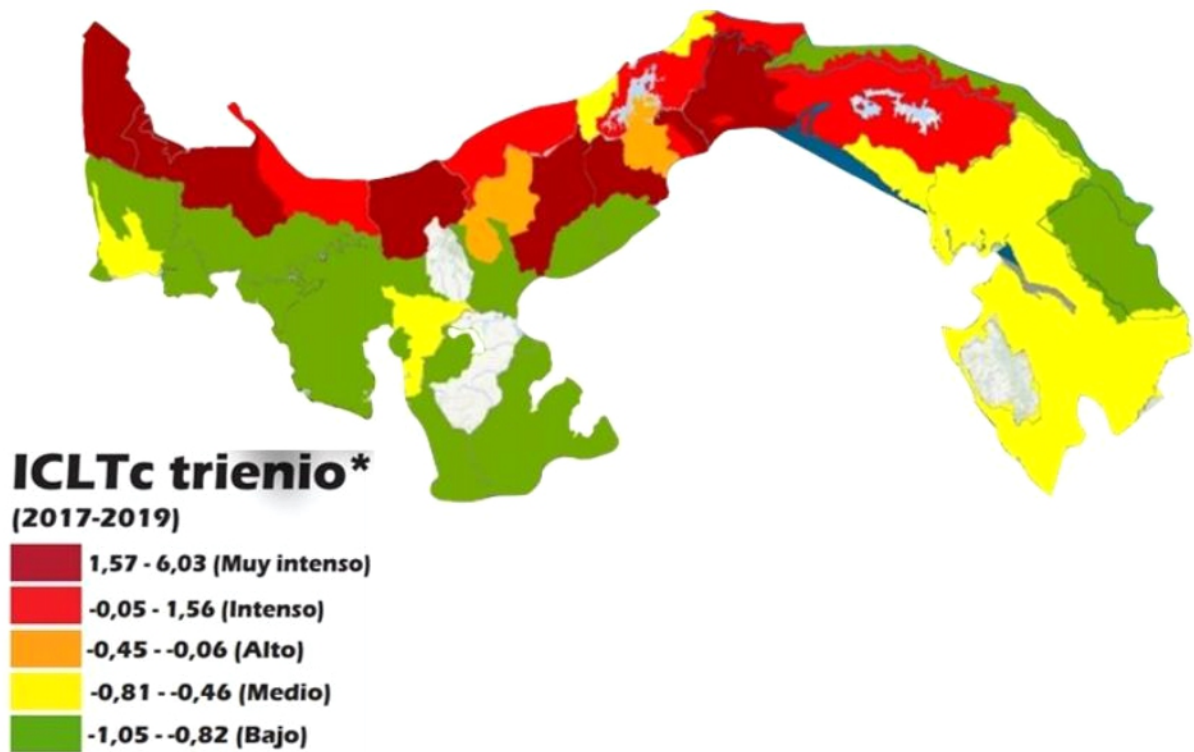 ICLTc trienio*
(2017-2019)
1,57 - 6,03 (Muy intenso)
-0,05 - 1,56 (Intenso)
-0,45 - -0,06 (Alto)
-0,81 - -0,46 (Medio)
-1,05 - -0,82 (Bajo)